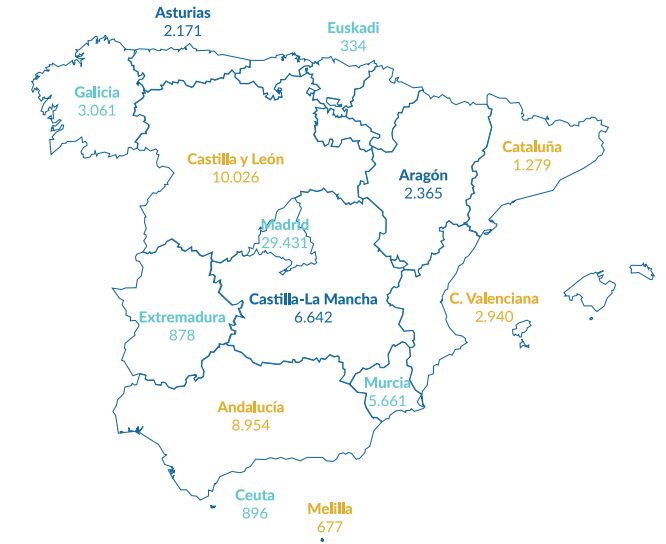 Asturias
2.171
Euskadi
334
Galicia
3.061
Castilla y León
10.026
Cataluña
1.279
Aragón
2.365
Madrid
29.431
Castilla-La Mancha
6.642
C. Valenciana
2.940
Extremadura
878
Murcia
5.661
Andalucía
8.954
Ceuta
896
Melilla
677